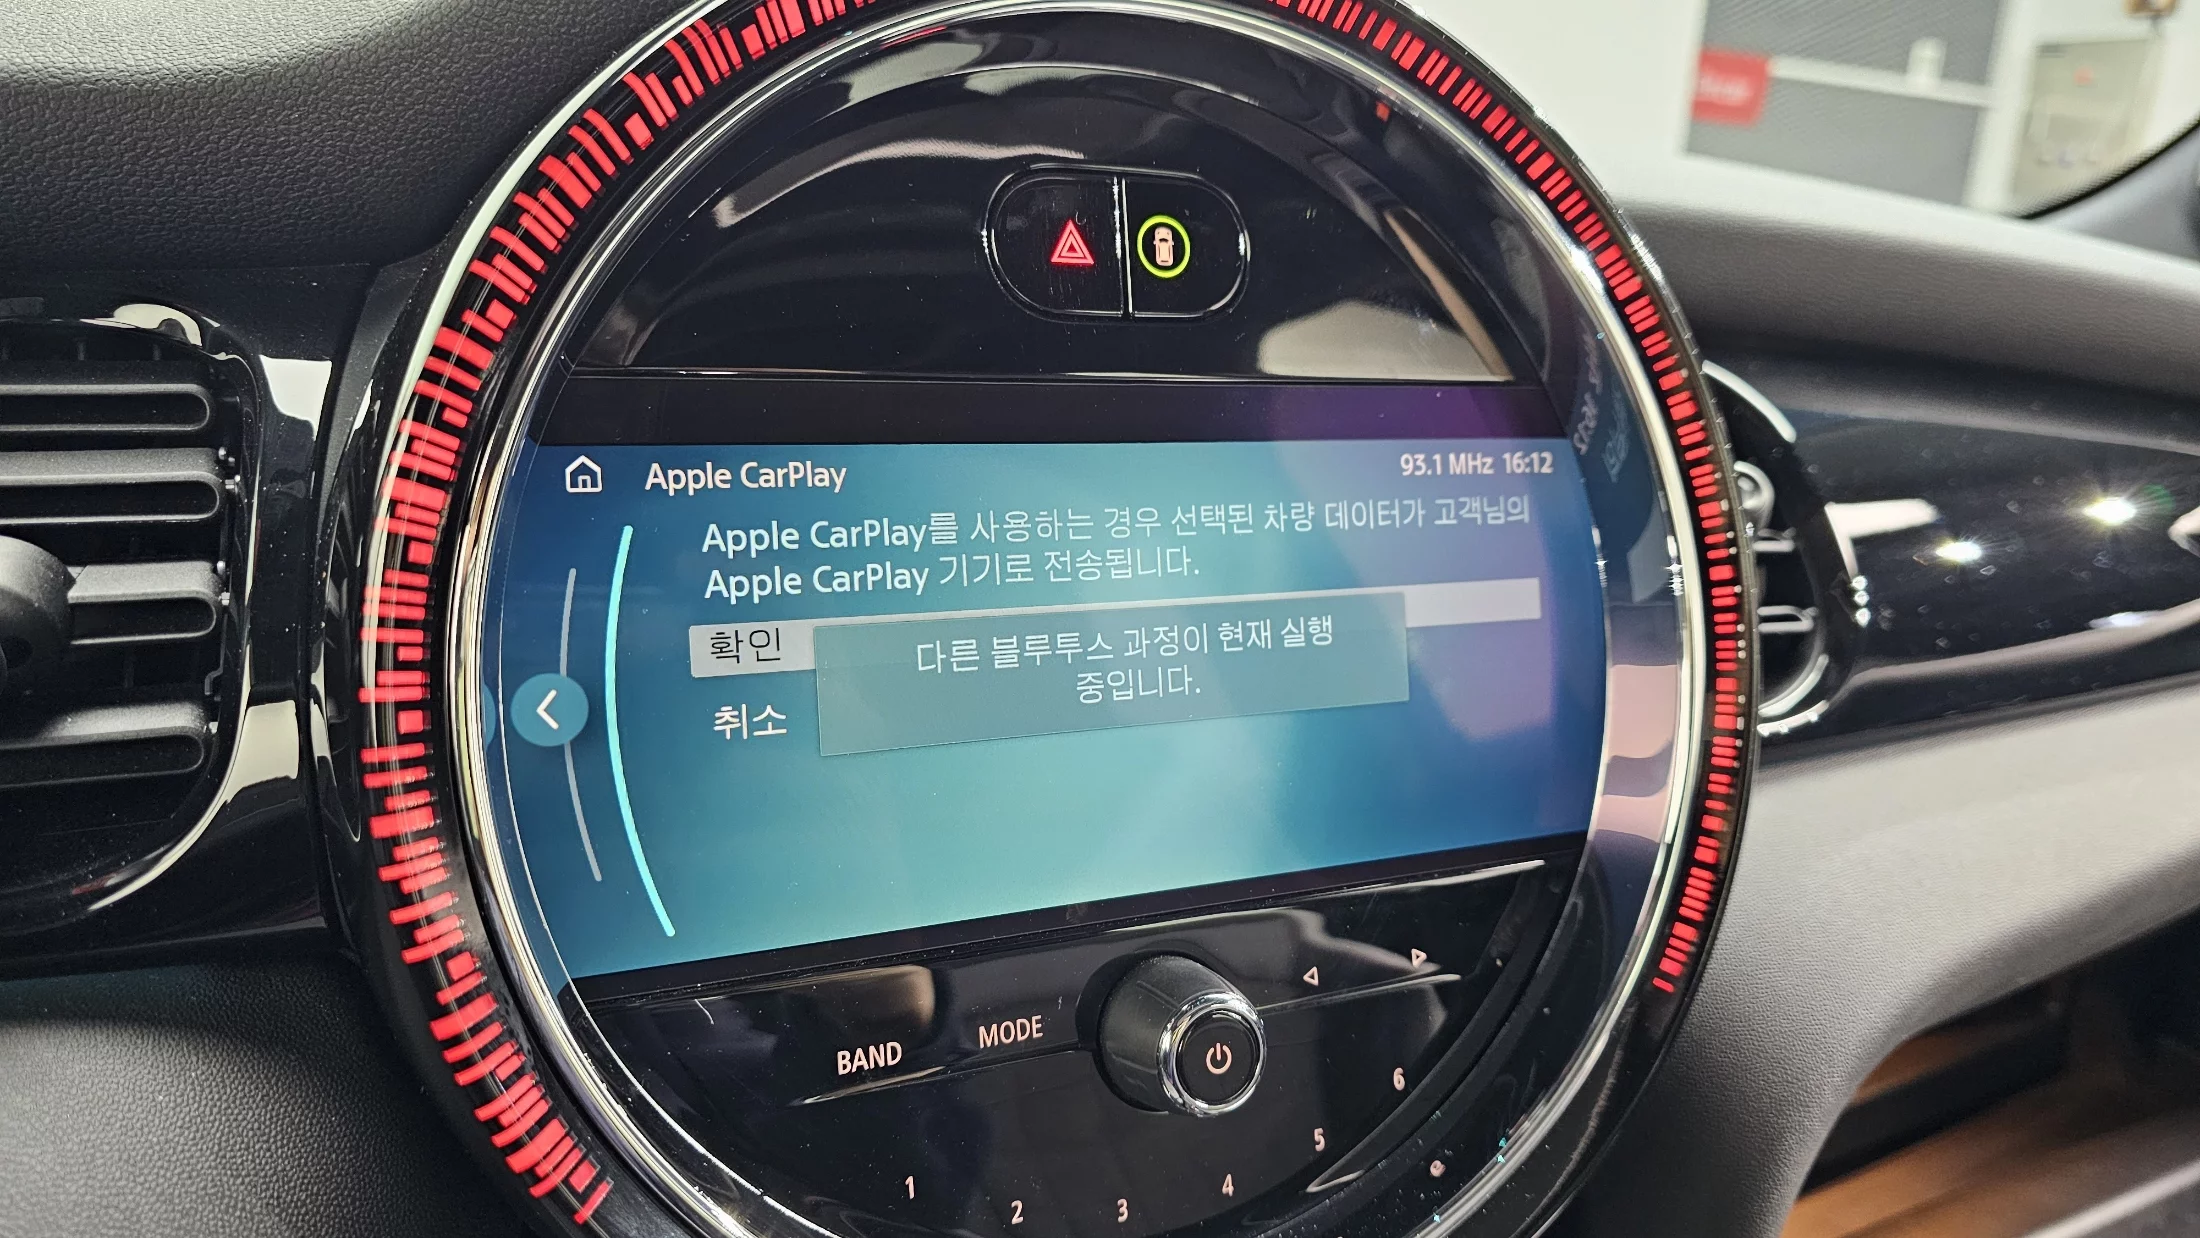 Apple CarPlay
93.1 MHz 16:12
Apple CarPlay를 사용하는 경우 선택된 차량 데이터가 고객님의
Apple CarPlay 기기로 전송됩니다.
확인
다른 블루투스 과정이 현재 실행
중입니다.
취소
BAND
MODE
1
2
3
4
5
6